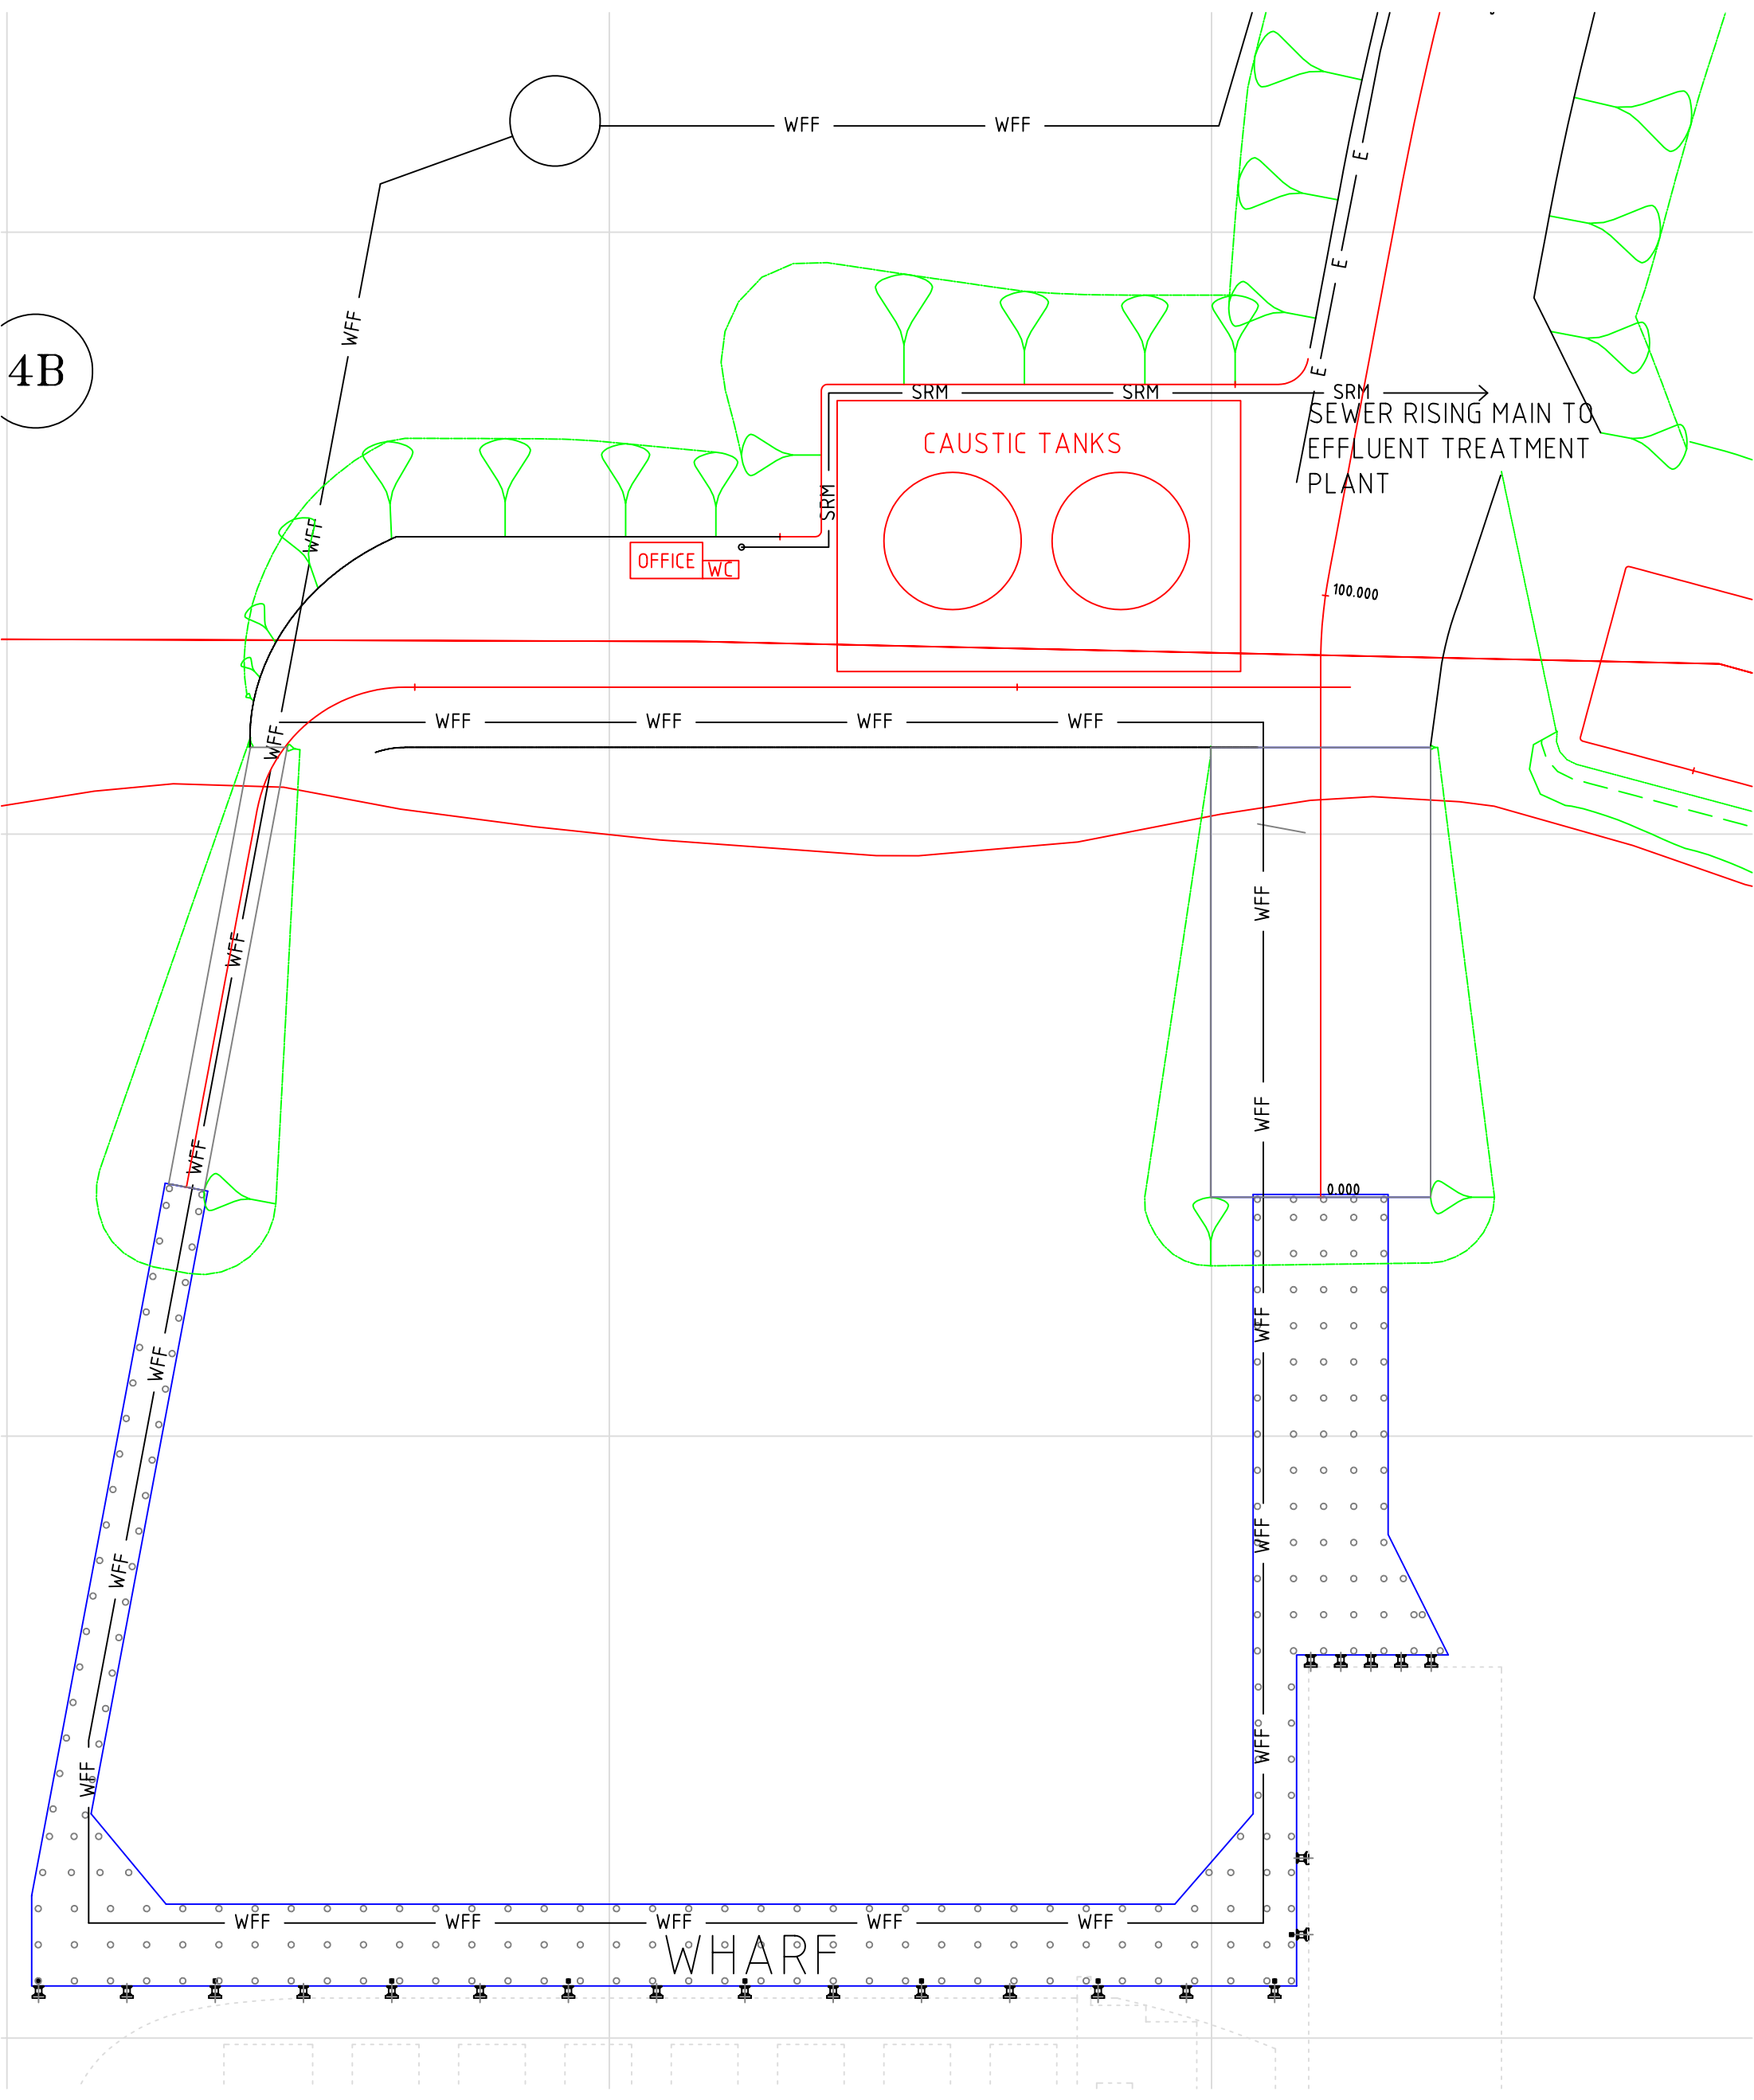 WFF WFF
E
E
WFF
4B
E
SRM SRM SRM
SEWER RISING MAIN TO
EFFLUENT TREATMENT
PLANT
CAUSTIC TANKS
SRM
WFF
OFFICE
WC
100.000
WFF WFF WFF WFF WFF
WFF
WFF
WFF
WFF
0.000
WFF
WFF
WFF
WFF
WFF
WFF
WFF WFF WFF WFF WFF
WHARF